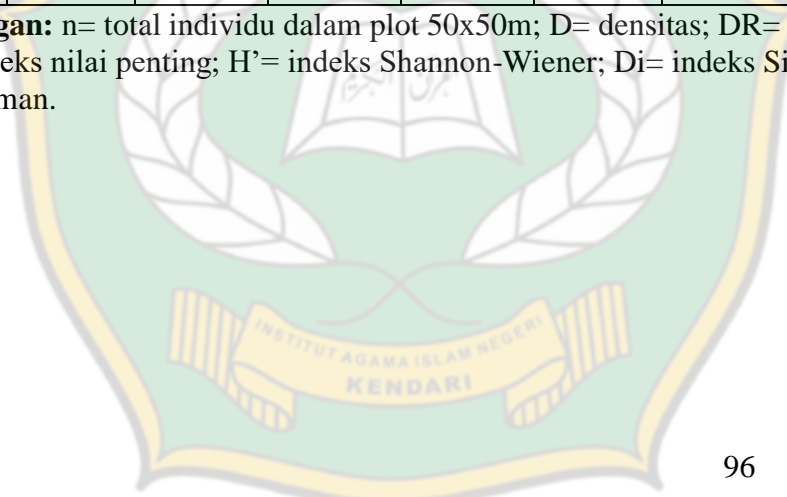 gan: n= total individu dalam plot 50x50m; D= densitas; DR=
eks nilai penting; H’= indeks Shannon-Wiener; Di= indeks Si
man.
INSTITUT AGAMA ISLAM NEGERI
KENDARI
96